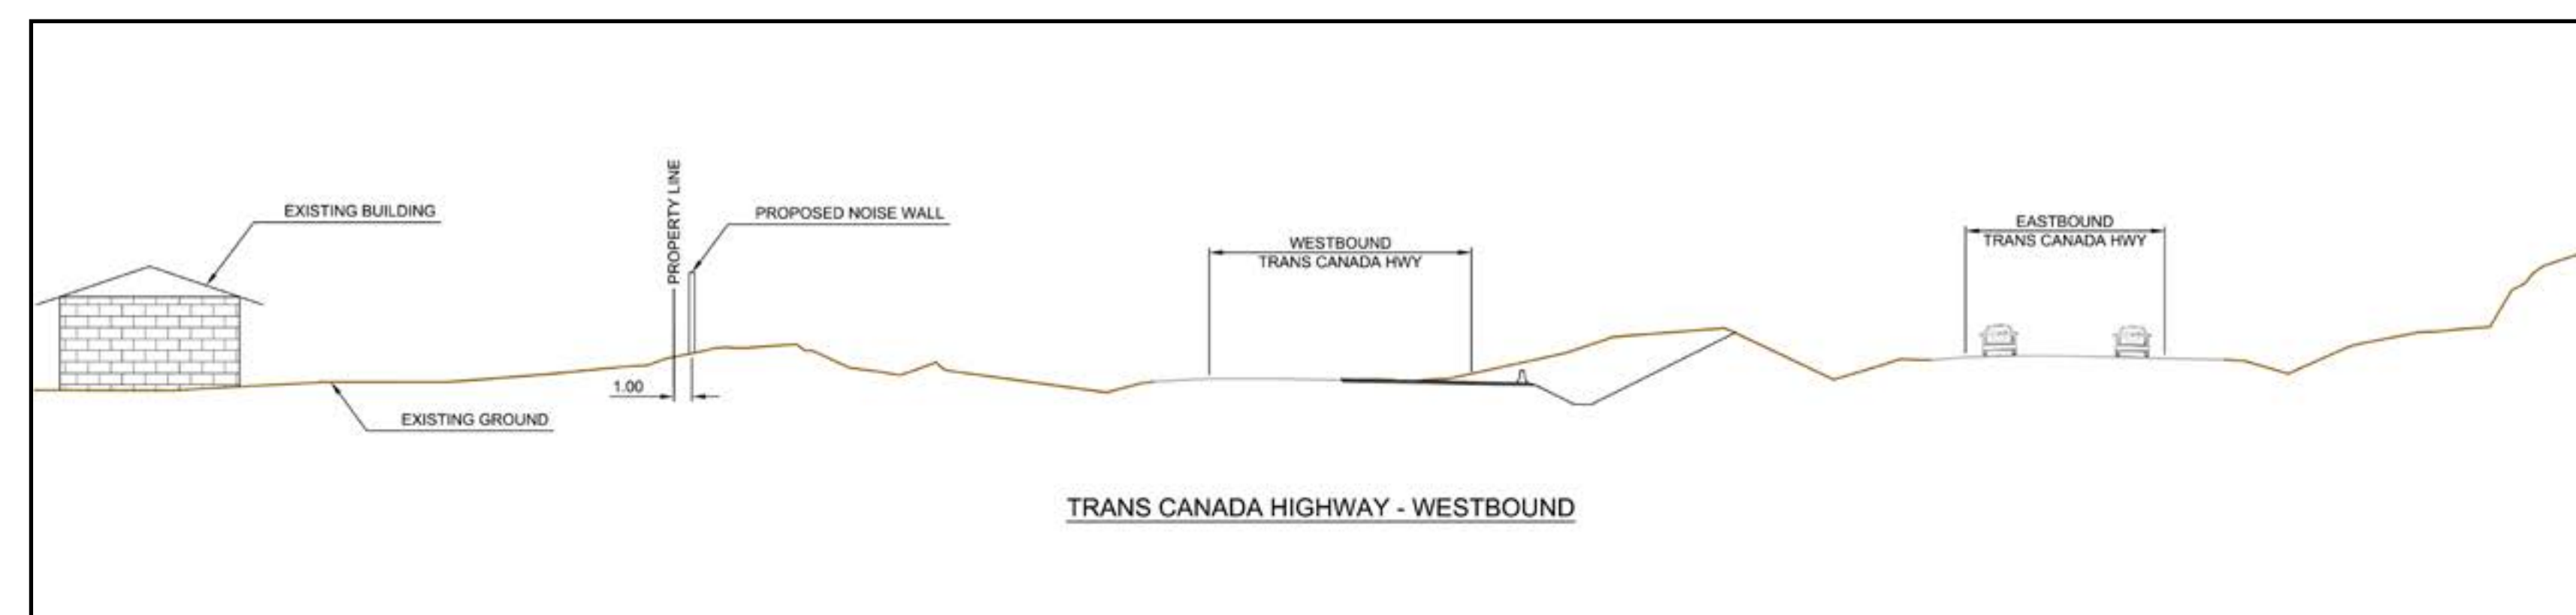 EXISTING BUILDING
PROPERTY LINE
PROPOSED NOISE WALL
WESTBOUND
TRANS CANADA HWY
EASTBOUND
TRANS CANADA HWY
1.00
EXISTING GROUND
TRANS CANADA HIGHWAY - WESTBOUND